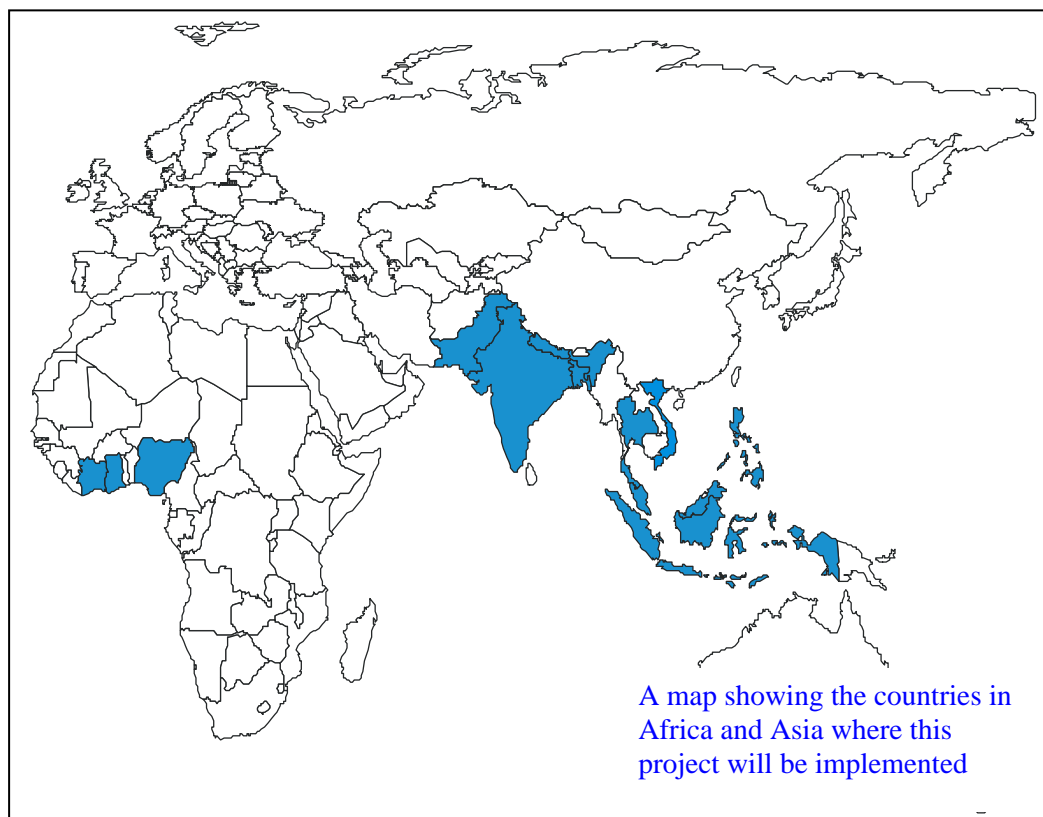 A map showing the countries in
Africa and Asia where this
project will be implemented